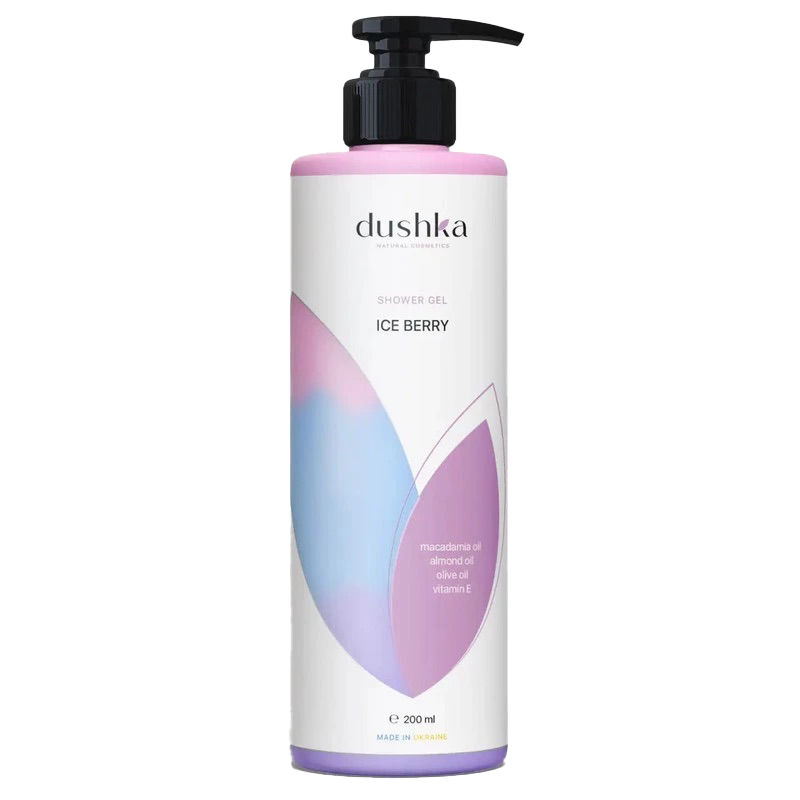 dushka
NATURAL COSMETICS
SHOWER GEL
ICE BERRY
macadamia oil
almond oil
olive oil
vitamin E
℮ 200 ml
MADE IN UKRAINE